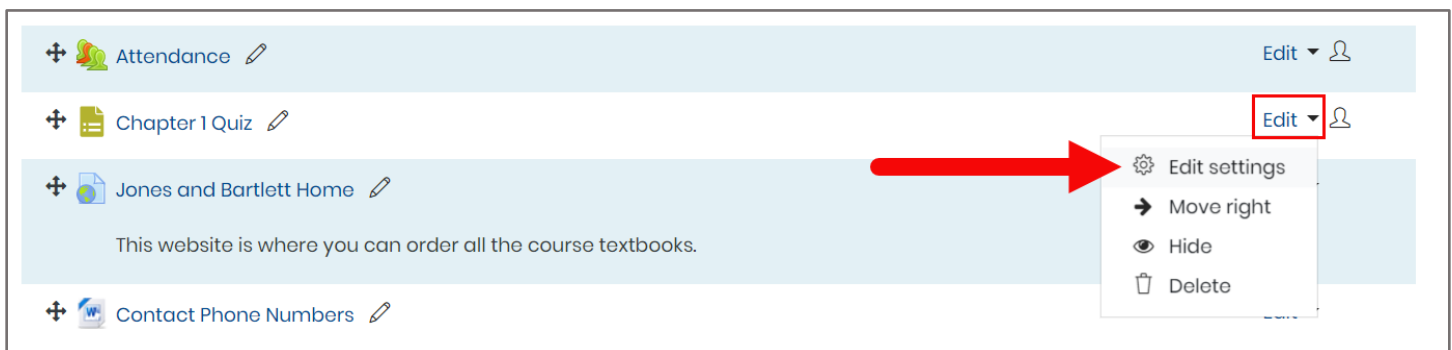 Attendance Edit
Chapter 1 Quiz Edit
Edit settings
Jones and Bartlett Home
Move right
This website is where you can order all the course textbooks.
Hide
Delete
Contact Phone Numbers